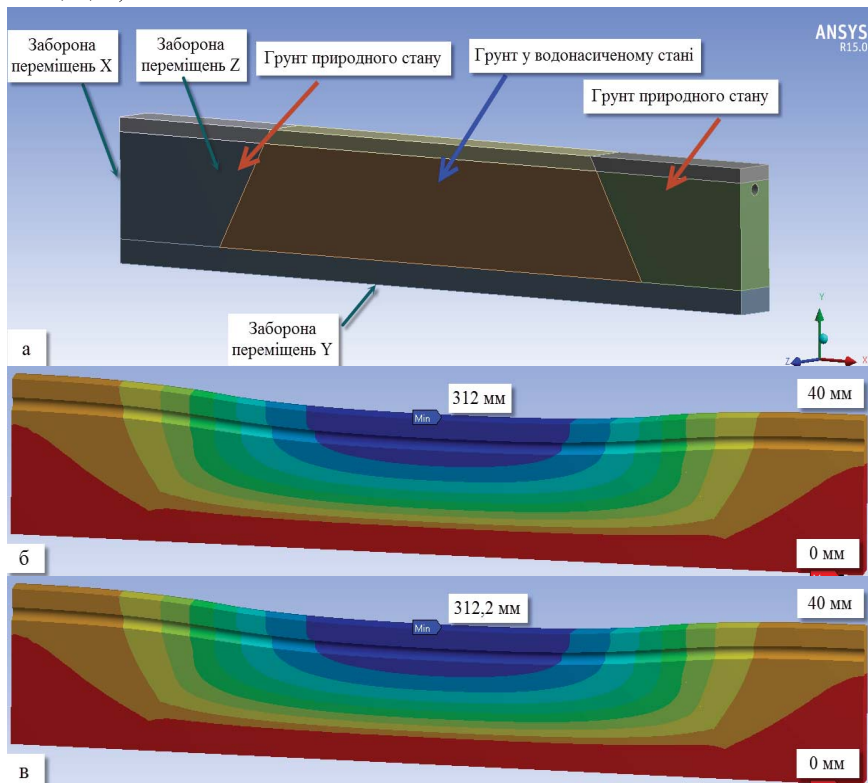 ANSYS
R15.0
Заборона
переміщень X
Заборона
переміщень Z
Грунт природного стану
Грунт у водонасиченому стані
Грунт природного стану
Заборона
переміщень Y
Y
Z
X
а
312 мм
40 мм
Min
б
0 мм
312,2 мм
40 мм
Min
в
0 мм